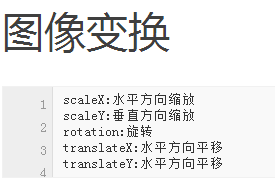 图像变换
1 scaleX:水平方向缩放
2 scaleY:垂直方向缩放
rotation:旋转
3 translateX:水平方向平移
4 translateY:水平方向平移